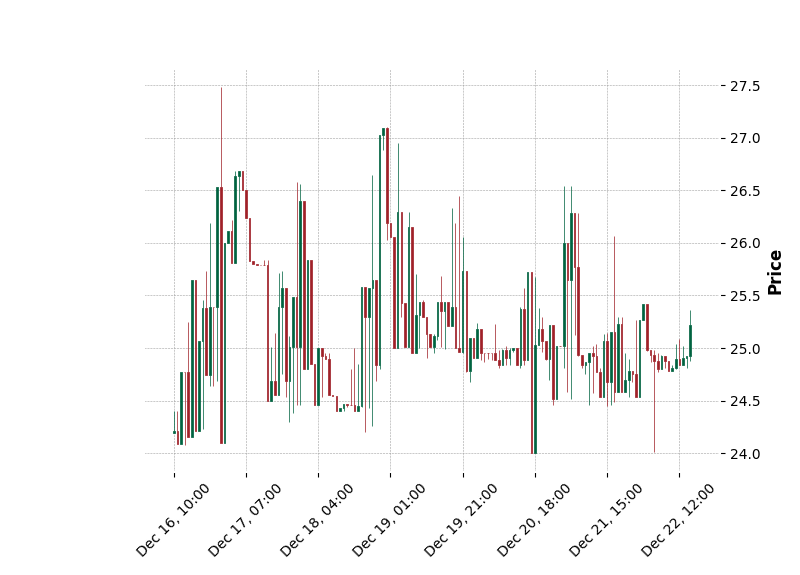 27.5
27.0
26.5
26.0
25.5
25.0
24.5
24.0
Price
Dec 16, 10:00
Dec 17, 07:00
Dec 18, 04:00
Dec 19, 01:00
Dec 19, 21:00
Dec 20, 18:00
Dec 21, 15:00
Dec 22, 12:00